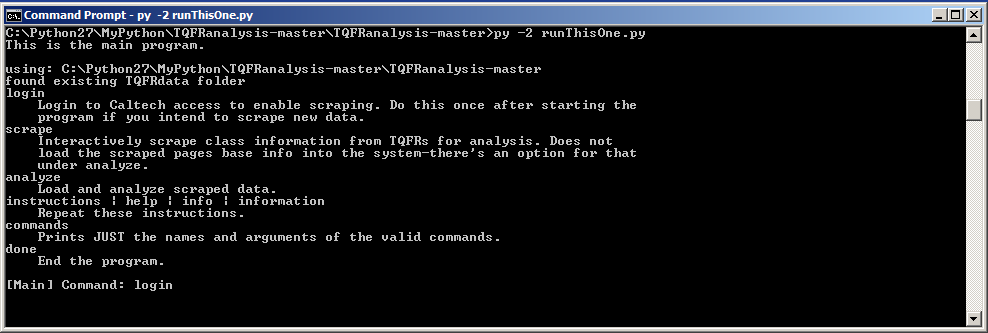 Command Prompt - py -2 runThisOne.py
C:\Python27\MyPython\TQFRanalysis-master\TQFRanalysis-master>py -2 runThisOne.py
This is the main program.
using: C:\Python27\MyPython\TQFRanalysis-master\TQFRanalysis-master
found existing TQFRdata folder
login
Login to Caltech access to enable scraping. Do this once after starting the
program if you intend to scrape new data.
scrape
Interactively scrape class information from TQFRs for analysis. Does not
load the scraped pages base info into the system-there's an option for that
under analyze.
analyze
Load and analyze scraped data.
instructions | help | info | information
Repeat these instructions.
commands
Prints JUST the names and arguments of the valid commands.
done
End the program.
[Main] Command: login